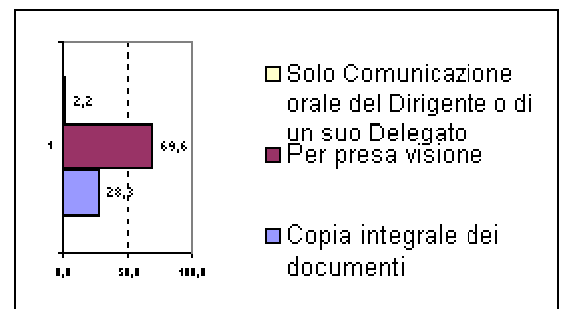 2,2
1
69,6
28,3
0,0 50,0 100,0
Solo Comunicazione
orale del Dirigente o di
un suo Delegato
Per presa visione
Copia integrale dei
documenti